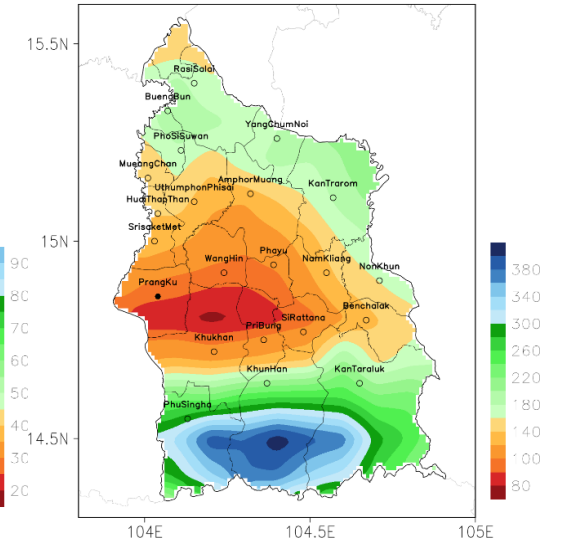 15.5N
RasiSalai
BuengBun
YangChumNoi
PhoSiSuwan
MueangChan
AmphorMuang
KanTrarom
UthumphonPhisai
HuaiThapThan
SrisaketMet
15N
Phayu
WangHin
NamKliang
NonKhun
PrangKu
Benchalak
SiRattana
PriBung
Khukhan
KhunHan
KanTaraluk
PhuSingha
14.5N
104E
104.5E
105E
90
80
70
60
50
40
30
20
380
340
300
260
220
180
140
100
80